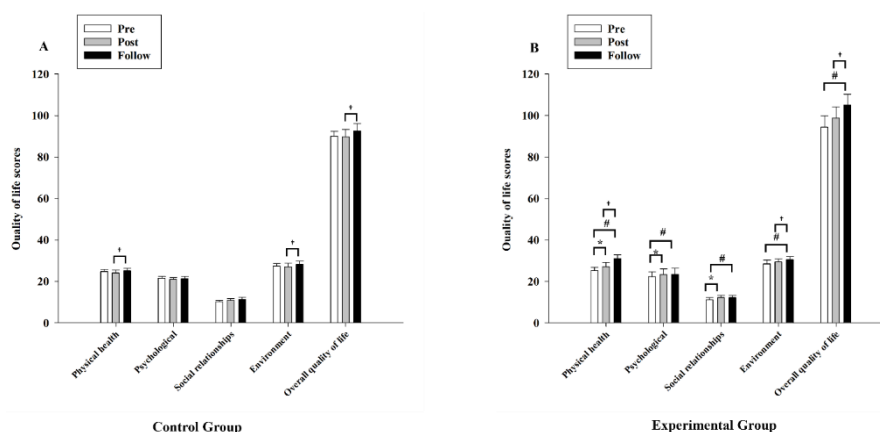 A
Pre
Post
Follow
Quality of life scores
120
100
80
60
40
20
0
†
†
†
Physical health
Psychological
Social relationships
Environment
Overall quality of life
Control Group
B
Pre
Post
Follow
Quality of life scores
120
100
80
60
40
20
0
†
#
*
#
*
#
*
†
#
†
#
Physical health
Psychological
Social relationships
Environment
Overall quality of life
Experimental Group